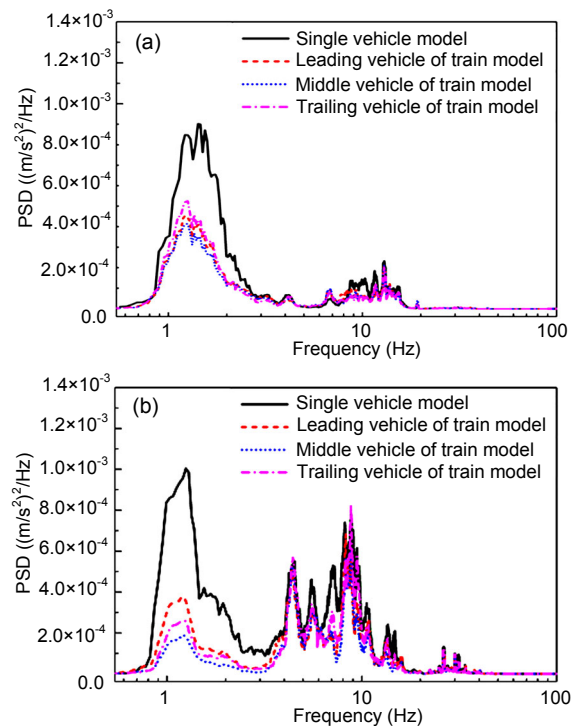 (a)
Single vehicle model
Leading vehicle of train model
Middle vehicle of train model
Trailing vehicle of train model
PSD ((m/s²)²/Hz)
1.4×10⁻³
1.2×10⁻³
1.0×10⁻³
8.0×10⁻⁴
6.0×10⁻⁴
4.0×10⁻⁴
2.0×10⁻⁴
0.0
1 10 100
Frequency (Hz)
(b)
Single vehicle model
Leading vehicle of train model
Middle vehicle of train model
Trailing vehicle of train model
PSD ((m/s²)²/Hz)
1.4×10⁻³
1.2×10⁻³
1.0×10⁻³
8.0×10⁻⁴
6.0×10⁻⁴
4.0×10⁻⁴
2.0×10⁻⁴
0.0
1 10 100
Frequency (Hz)